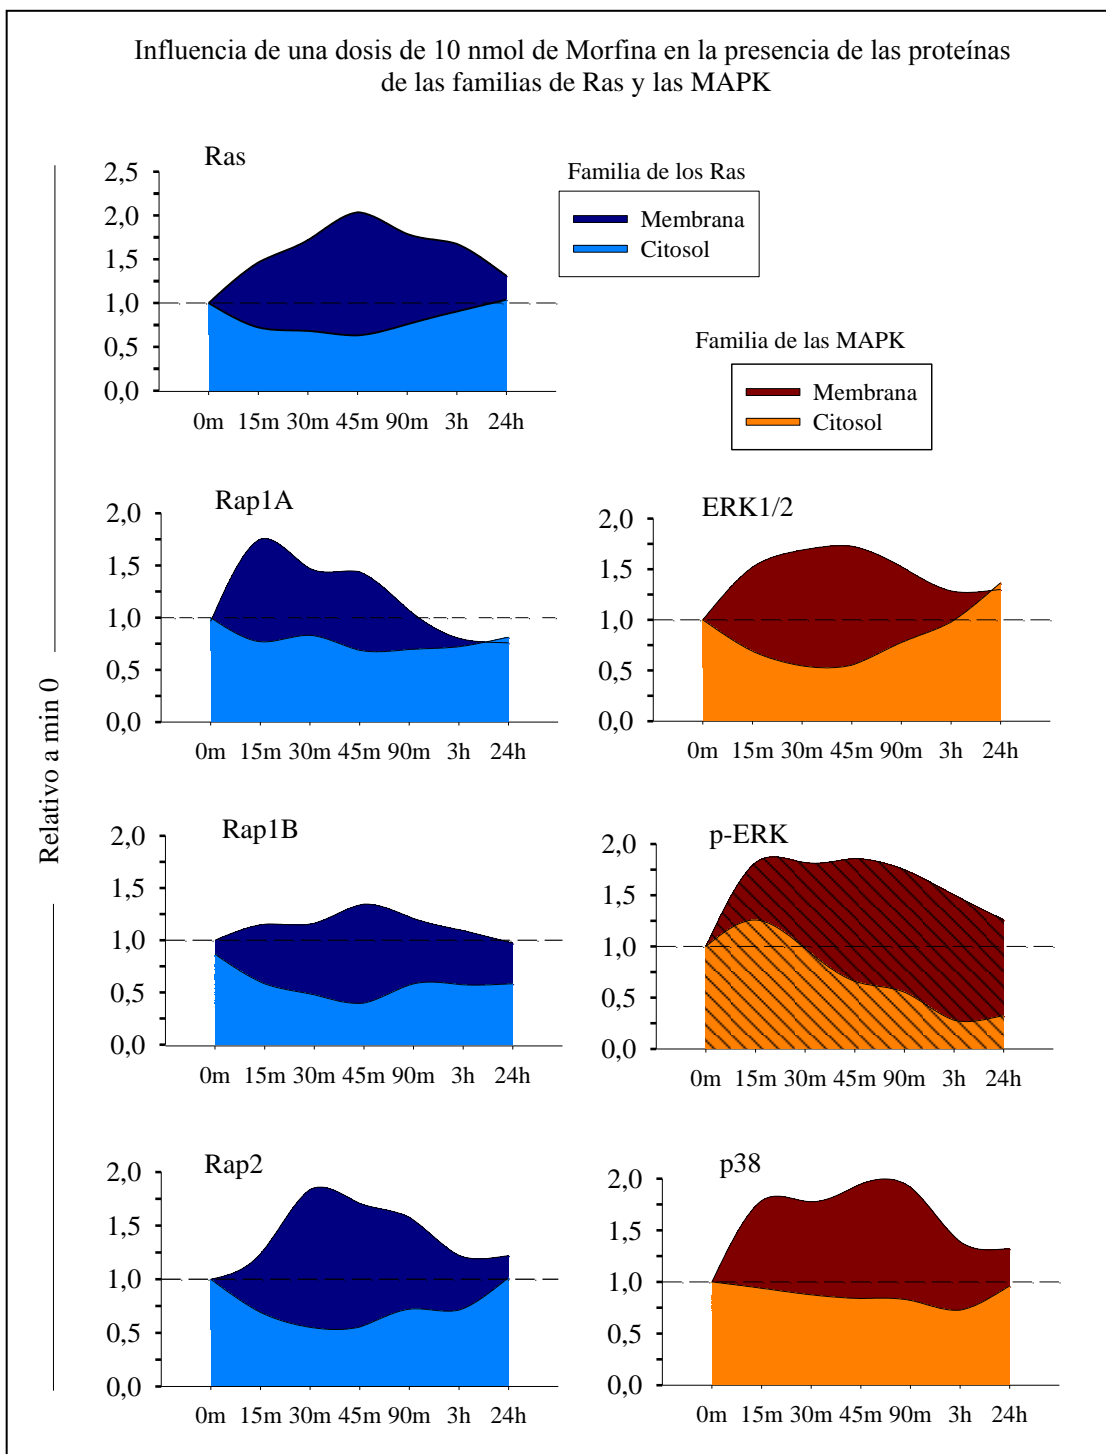 Influencia de una dosis de 10 nmol de Morfina en la presencia de las proteínas
de las familias de Ras y las MAPK
Relativo a min 0
Ras
2,5
2,0
1,5
1,0
0,5
0,0
0m 15m 30m 45m 90m 3h 24h
Familia de los Ras
Membrana
Citosol
Familia de las MAPK
Membrana
Citosol
Rap1A
2,0
1,5
1,0
0,5
0,0
0m 15m 30m 45m 90m 3h 24h
ERK1/2
2,0
1,5
1,0
0,5
0,0
0m 15m 30m 45m 90m 3h 24h
Rap1B
2,0
1,5
1,0
0,5
0,0
0m 15m 30m 45m 90m 3h 24h
p-ERK
2,0
1,5
1,0
0,5
0,0
0m 15m 30m 45m 90m 3h 24h
Rap2
2,0
1,5
1,0
0,5
0,0
0m 15m 30m 45m 90m 3h 24h
p38
2,0
1,5
1,0
0,5
0,0
0m 15m 30m 45m 90m 3h 24h